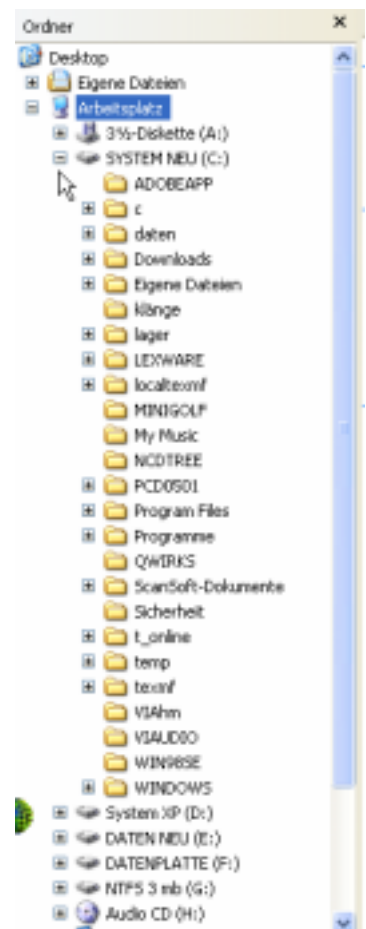 Ordner
Desktop
Eigene Dateien
Arbeitsplatz
3½-Diskette (A:)
SYSTEM NEU (C:)
ADOBEAPP
c
daten
Downloads
Eigene Dateien
klänge
lager
LEXWARE
localtexmf
MINIGOLF
My Music
NCDTREE
PCD0501
Program Files
Programme
QWIRKS
ScanSoft-Dokumente
Sicherheit
t_online
temp
texmf
VIAhm
VIAUDIO
WIN98SE
WINDOWS
System XP (D:)
DATEN NEU (E:)
DATENPLATTE (F:)
NTFS 3 mb (G:)
Audio CD (H:)